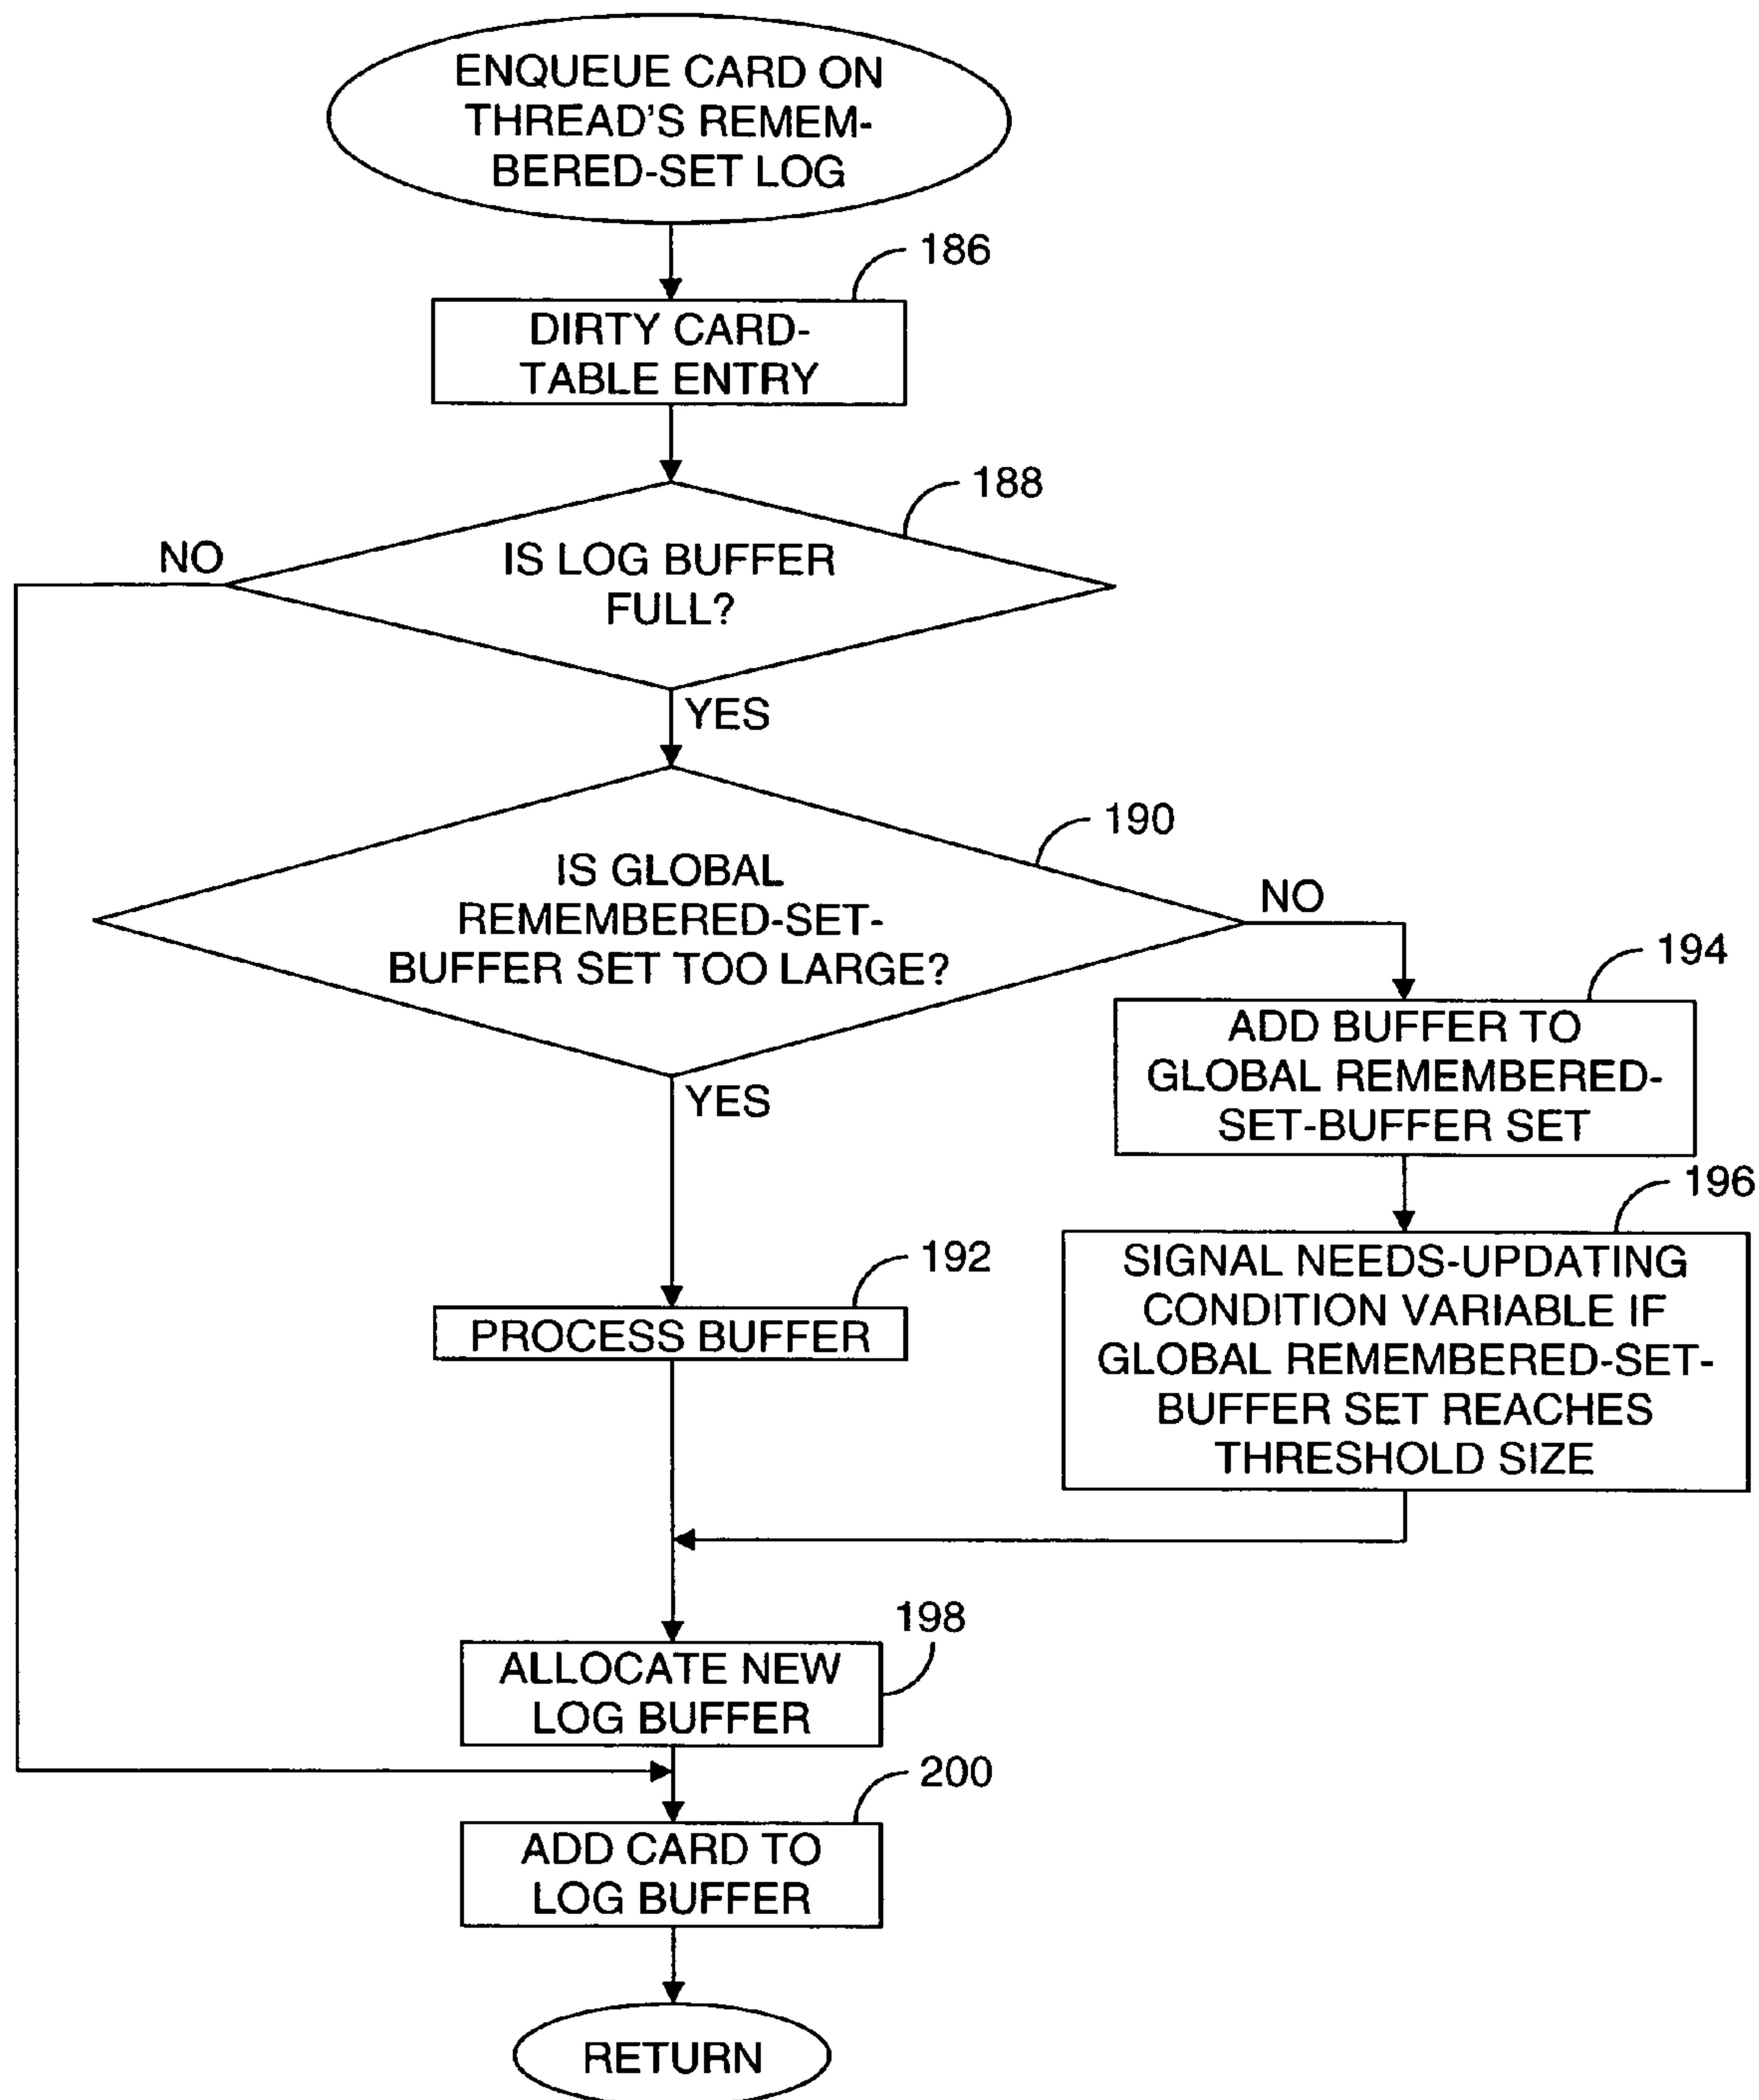 ENQUEUE CARD ON
THREAD'S REMEM-
BERED-SET LOG
186
DIRTY CARD-
TABLE ENTRY
188
NO
IS LOG BUFFER
FULL?
YES
190
IS GLOBAL
REMEMBERED-SET-
BUFFER SET TOO LARGE?
NO
194
ADD BUFFER TO
GLOBAL REMEMBERED-
SET-BUFFER SET
YES
196
SIGNAL NEEDS-UPDATING
CONDITION VARIABLE IF
GLOBAL REMEMBERED-SET-
BUFFER SET REACHES
THRESHOLD SIZE
192
PROCESS BUFFER
198
ALLOCATE NEW
LOG BUFFER
200
ADD CARD TO
LOG BUFFER
RETURN